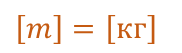 [m] = [кг]